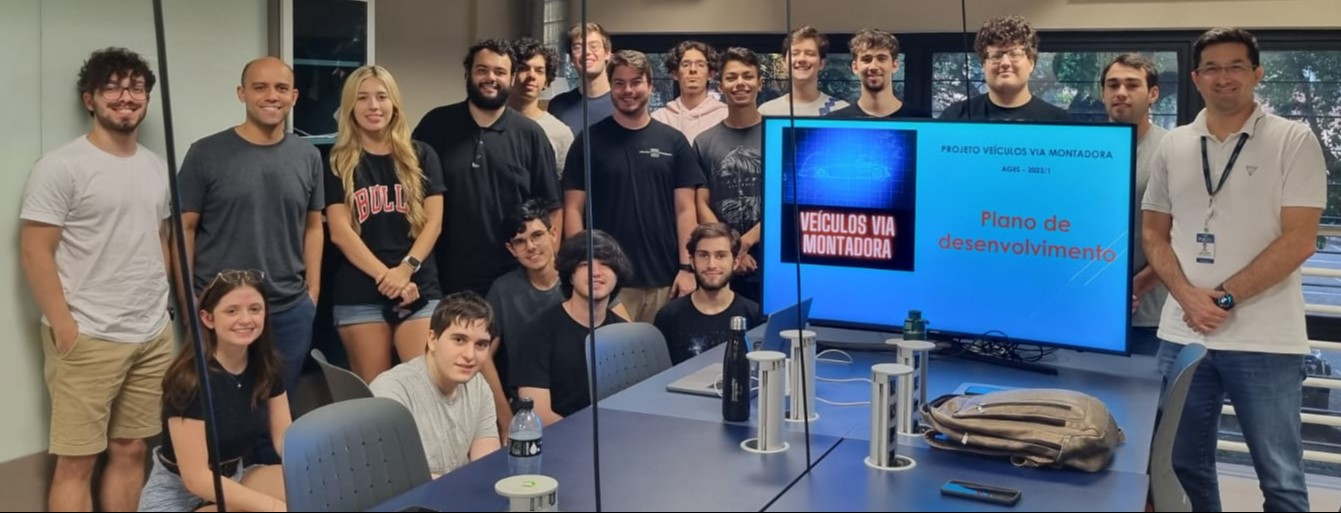 BULLS
PROJETO VEÍCULOS VIA MONTADORA
AGES - 2023/1
VEÍCULOS VIA
MONTADORA
Plano de
desenvolvimento